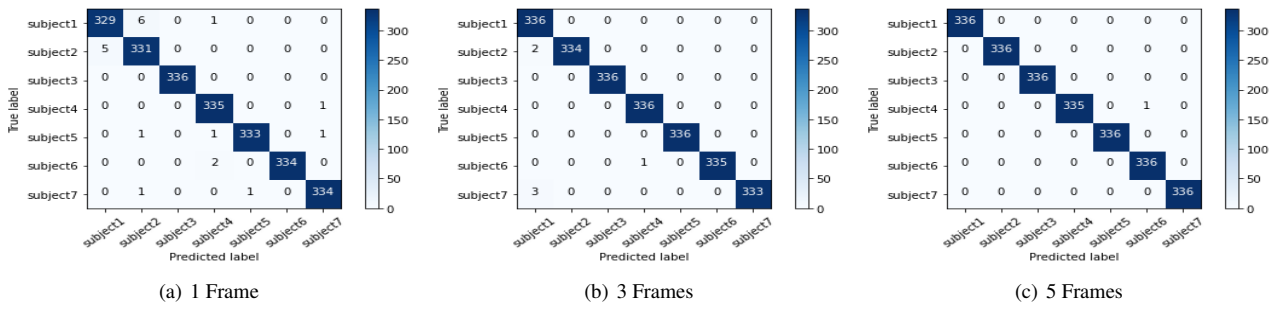 subject1 329 6 0 1 0 0 0
subject2 5 331 0 0 0 0 0
subject3 0 0 336 0 0 0 0
subject4 0 0 0 335 0 0 1
subject5 0 1 0 1 333 0 1
subject6 0 0 0 2 0 334 0
subject7 0 1 0 0 1 0 334
True label
subject1 subject2 subject3 subject4 subject5 subject6 subject7
Predicted label
300
250
200
150
100
50
0
(a) 1 Frame
subject1 336 0 0 0 0 0 0
subject2 2 334 0 0 0 0 0
subject3 0 0 336 0 0 0 0
subject4 0 0 0 336 0 0 0
subject5 0 0 0 0 336 0 0
subject6 0 0 0 1 0 335 0
subject7 3 0 0 0 0 0 333
True label
subject1 subject2 subject3 subject4 subject5 subject6 subject7
Predicted label
300
250
200
150
100
50
0
(b) 3 Frames
subject1 336 0 0 0 0 0 0
subject2 0 336 0 0 0 0 0
subject3 0 0 336 0 0 0 0
subject4 0 0 0 335 0 1 0
subject5 0 0 0 0 336 0 0
subject6 0 0 0 0 0 336 0
subject7 0 0 0 0 0 0 336
True label
subject1 subject2 subject3 subject4 subject5 subject6 subject7
Predicted label
300
250
200
150
100
50
0
(c) 5 Frames